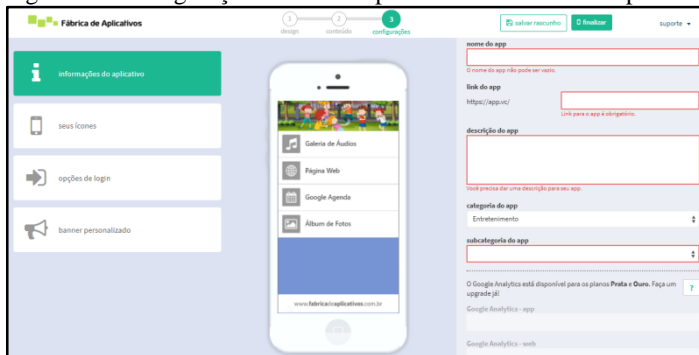 Fábrica de Aplicativos
1
2
3
design
conteúdo
configurações
salvar rascunho
finalizar
suporte
informações do aplicativo
seus ícones
opções de login
banner personalizado
Galeria de Áudios
Página Web
Google Agenda
Álbum de Fotos
www.fabricadeaplicativos.com.br
nome do app
O nome do app não pode ser vazio.
link do app
https://app.vc/
Link para o app é obrigatório.
descrição do app
Você precisa dar uma descrição para seu app.
categoria do app
Entretenimento
subcategoria do app
O Google Analytics está disponível para os planos Prata e Ouro. Faça um
upgrade já!
?
Google Analytics - app
Google Analytics - web